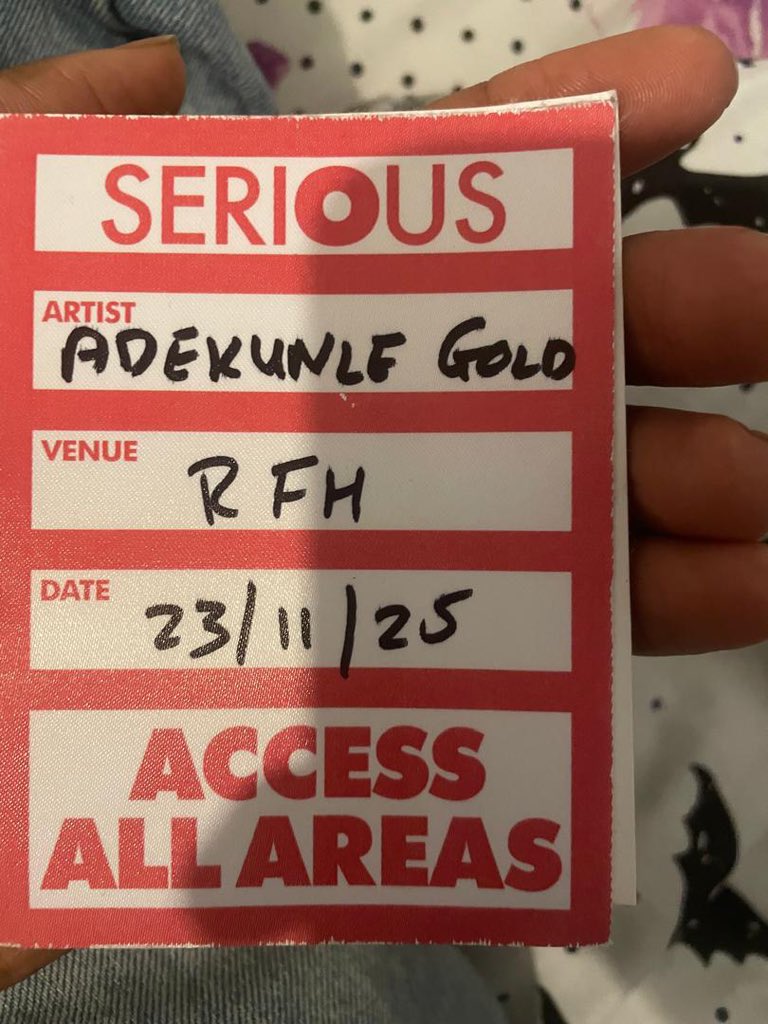 SERIOUS
ARTIST
ADEKUNLE GOLD
VENUE
RFH
DATE
23/11/25
ACCESS
ALL AREAS